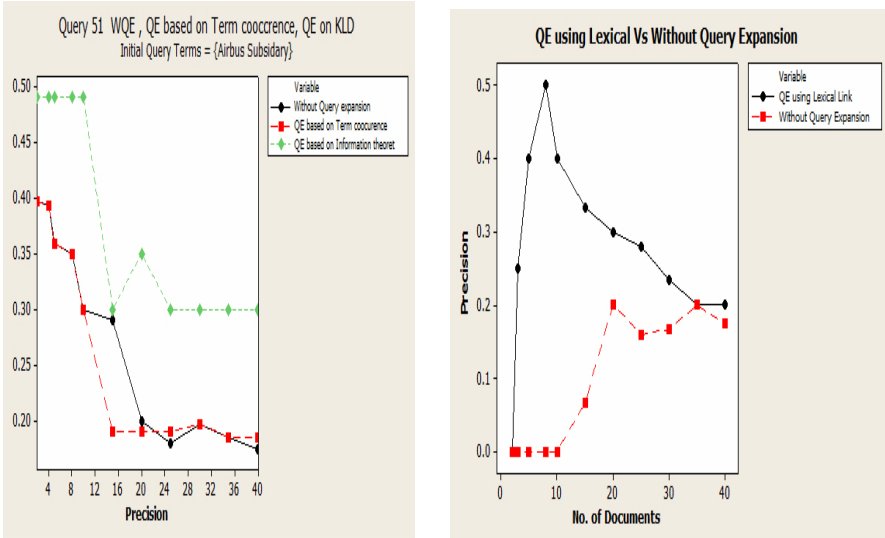 Query 51 WQE , QE based on Term cooccrence, QE on KLD
Initial Query Terms = {Airbus Subsidary}
Variable
Without Query expansion
QE based on Term coocurence
QE based on Information theoret
0.50
0.45
0.40
0.35
0.30
0.25
0.20
4 8 12 16 20 24 28 32 36 40
Precision
QE using Lexical Vs Without Query Expansion
Variable
QE using Lexical Link
Without Query Expansion
0.5
0.4
0.3
0.2
0.1
0.0
Precision
0 10 20 30 40
No. of Documents